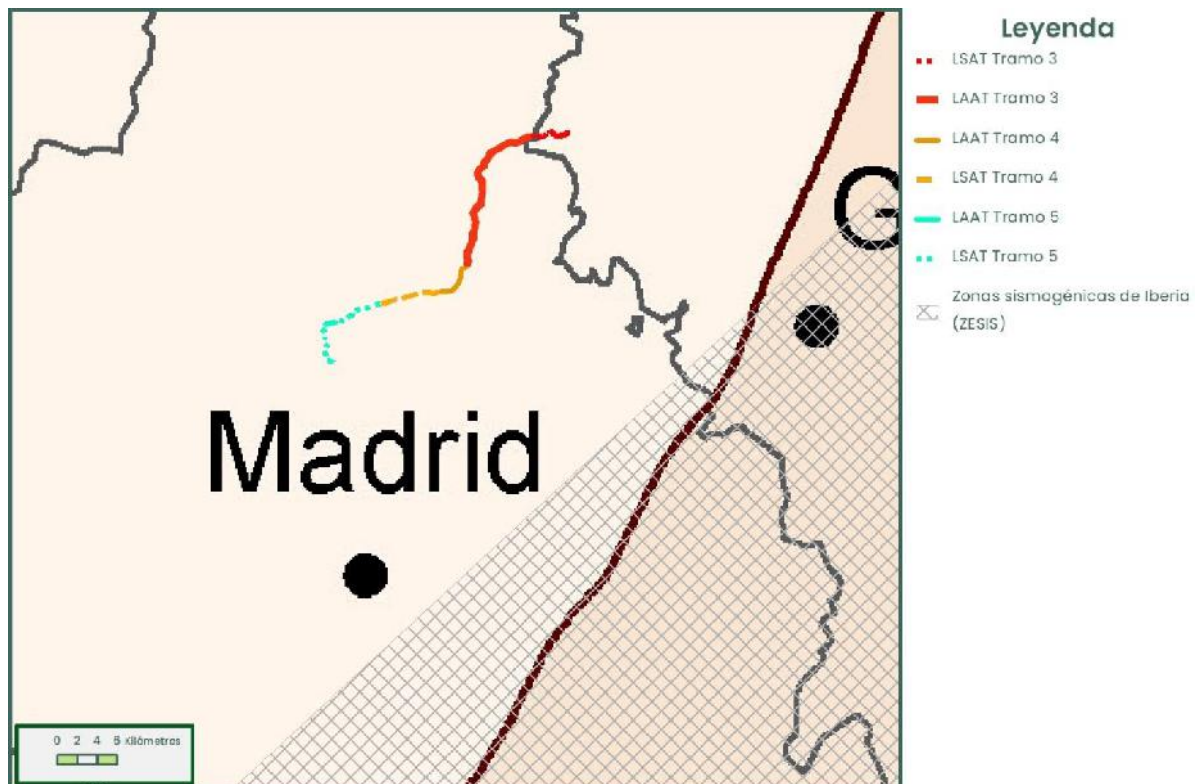 Leyenda
LSAT Tramo 3
LAAT Tramo 3
LAAT Tramo 4
LSAT Tramo 4
LAAT Tramo 5
LSAT Tramo 5
Zonas sismogénicas de Iberia
(ZESIS)
G
Madrid
0 2 4 6 Kilómetros